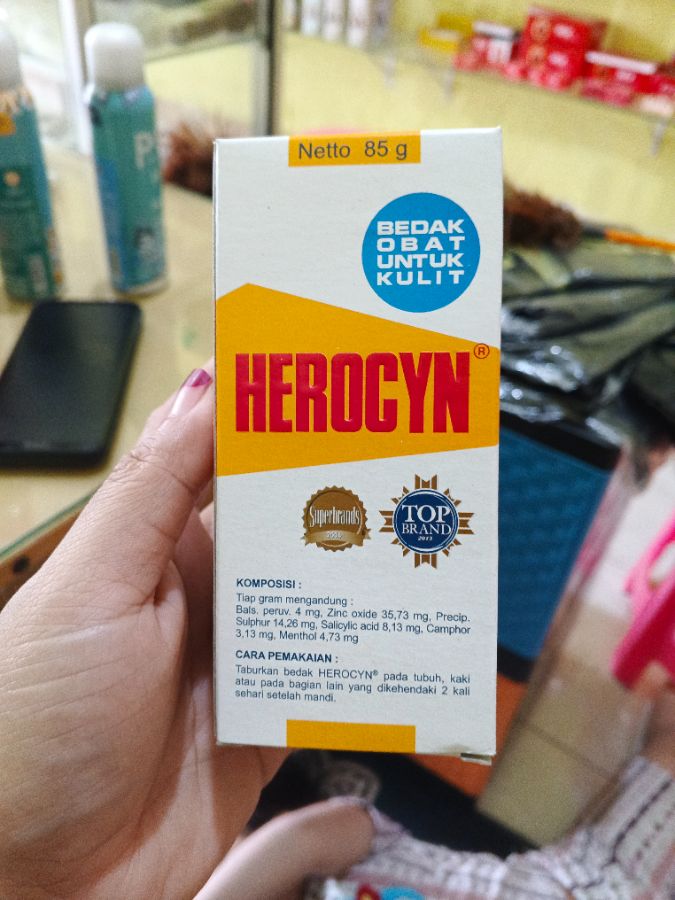 Netto 85 g
BEDAK
OBAT
UNTUK
KULIT
HEROCYN®
Superbrands
TOP
BRAND
KOMPOSISI :
Tiap gram mengandung :
Bals. peruv. 4 mg, Zinc oxide 35,73 mg, Precip.
Sulphur 14,26 mg, Salicylic acid 8,13 mg, Camphor
3,13 mg, Menthol 4,73 mg
CARA PEMAKAIAN :
Taburkan bedak HEROCYN® pada tubuh, kaki
atau pada bagian lain yang dikehendaki 2 kali
sehari setelah mandi.